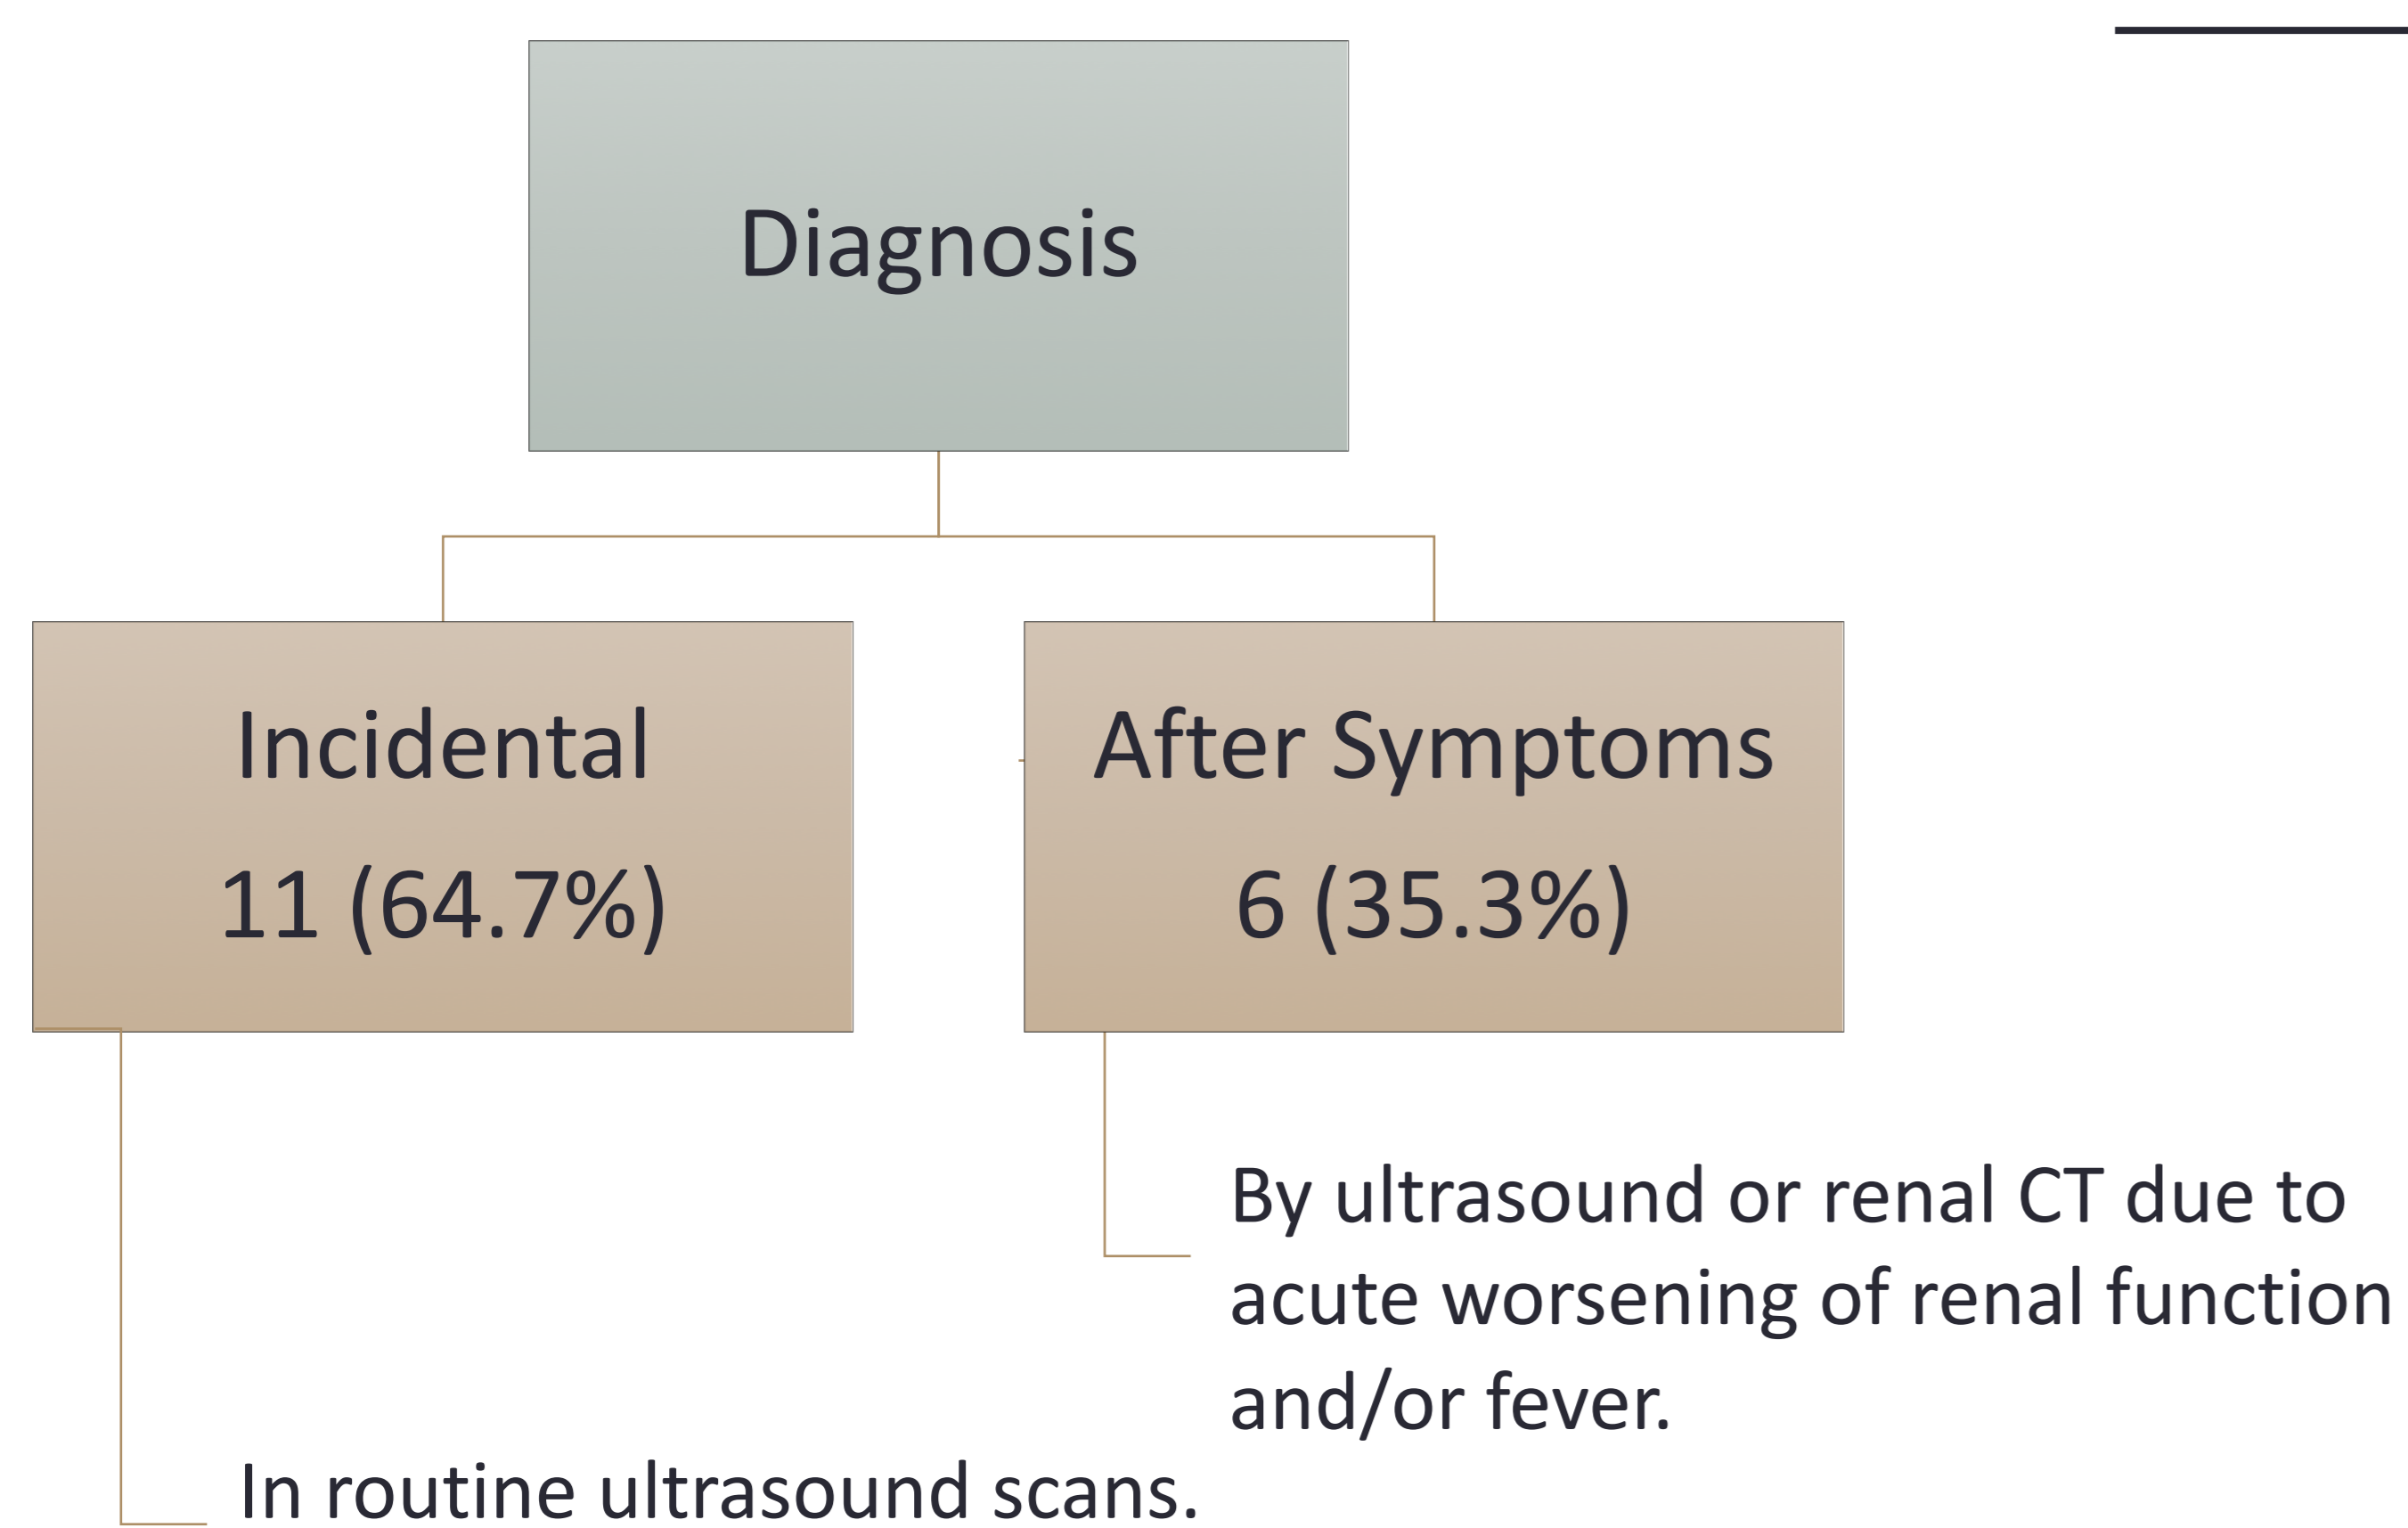 Diagnosis
Incidental
11 (64.7%)
After Symptoms
6 (35.3%)
By ultrasound or renal CT due to
acute worsening of renal function
and/or fever.
In routine ultrasound scans.